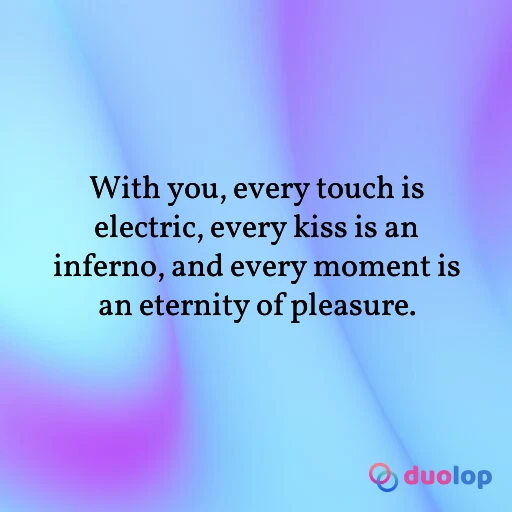 With you, every touch is
electric, every kiss is an
inferno, and every moment is
an eternity of pleasure.
duolop